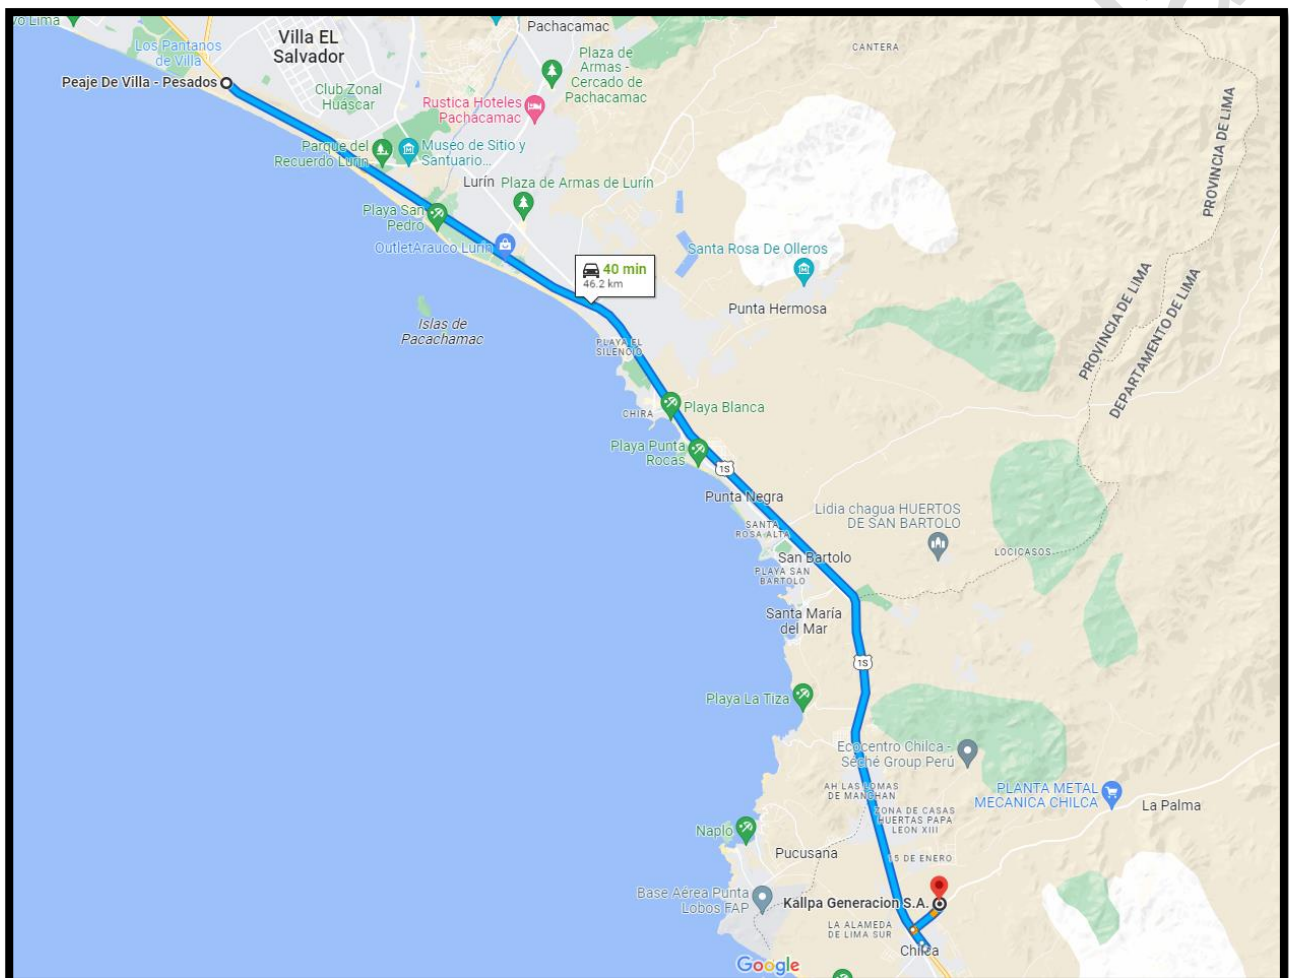 Lima
Pachacamac
Villa EL
Salvador
Los Pantanos
de Villa
CANTERA
Plaza de
Armas -
Cercado de
Pachacamac
Peaje De Villa - Pesados
Club Zonal
Huascar
Rustica Hoteles
Pachacamac
PROVINCIA DE LIMA
Parque del
Recuerdo Lurin
Museo de Sitio y
Santuario...
Lurín
Plaza de Armas de Lurín
Playa San
Pedro
OutletArauco Lurin
Santa Rosa De Olleros
40 min
46.2 km
Punta Hermosa
PROVINCIA DE LIMA
DEPARTAMENTO DE LIMA
Islas de
Pacachamac
PLAYA EL
SILENCIO
CHIRA
Playa Blanca
Playa Punta
Rocas
1S
Punta Negra
Lidia chagua HUERTOS
DE SAN BARTOLO
SANTA
ROSA ALTA
San Bartolo
LOCICASOS
PLAYA SAN
BARTOLO
Santa María
del Mar
1S
Playa La Tiza
Ecocentro Chilca -
Séché Group Perú
AH LAS LOMAS
DE MANCHAN
PLANTA METAL
MECANICA CHILCA
La Palma
ZONA DE CASAS
HUERTAS PAPA
LEON XIII
Naplo
Pucusana
15 DE ENERO
Base Aérea Punta
Lobos FAP
Kallpa Generacion S.A.
LA ALAMEDA
DE LIMA SUR
Chilca
Google